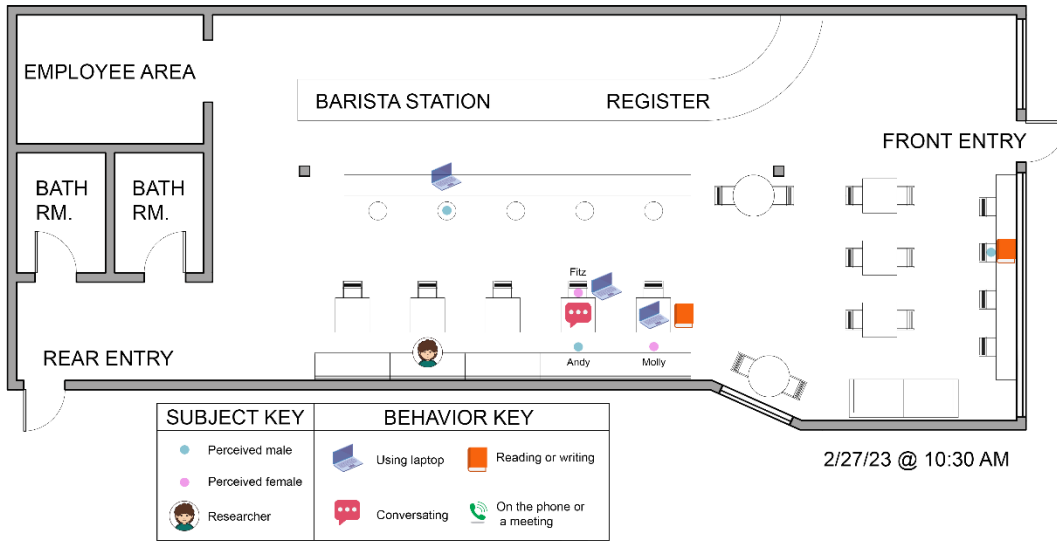 EMPLOYEE AREA
BARISTA STATION
REGISTER
FRONT ENTRY
BATH
RM.
BATH
RM.
Fitz
Andy
Molly
REAR ENTRY
SUBJECT KEY
Perceived male
Perceived female
Researcher
BEHAVIOR KEY
Using laptop
Reading or writing
Conversating
On the phone or
a meeting
2/27/23 @ 10:30 AM